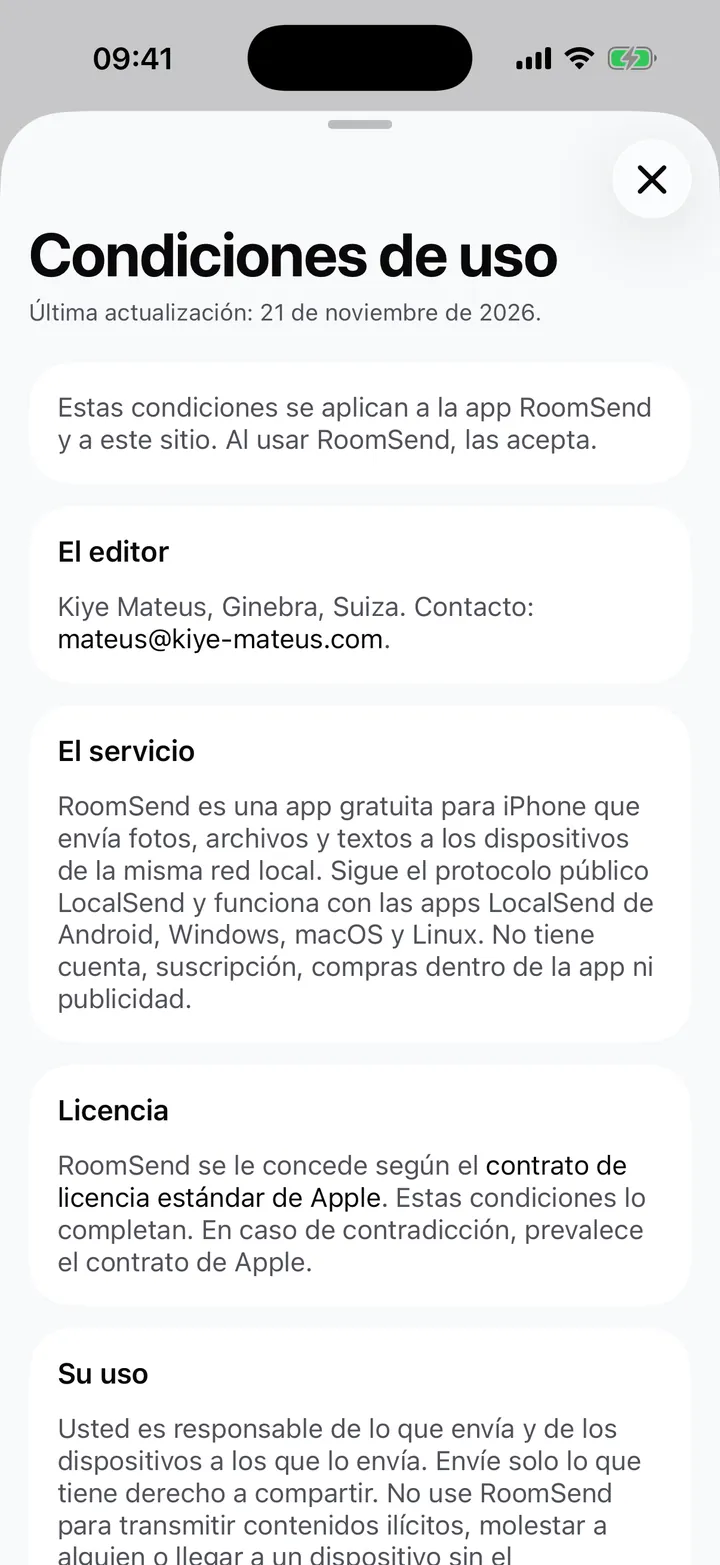 09:41
Condiciones de uso
Última actualización: 21 de noviembre de 2026.
Estas condiciones se aplican a la app RoomSend
y a este sitio. Al usar RoomSend, las acepta.
El editor
Kiye Mateus, Ginebra, Suiza. Contacto:
mateus@kiye-mateus.com.
El servicio
RoomSend es una app gratuita para iPhone que
envía fotos, archivos y textos a los dispositivos
de la misma red local. Sigue el protocolo público
LocalSend y funciona con las apps LocalSend de
Android, Windows, macOS y Linux. No tiene
cuenta, suscripción, compras dentro de la app ni
publicidad.
Licencia
RoomSend se le concede según el contrato de
licencia estándar de Apple. Estas condiciones lo
completan. En caso de contradicción, prevalece
el contrato de Apple.
Su uso
Usted es responsable de lo que envía y de los
dispositivos a los que lo envía. Envíe solo lo que
tiene derecho a compartir. No use RoomSend
para transmitir contenidos ilícitos, molestar a
alguien o llegar a un dispositivo sin el